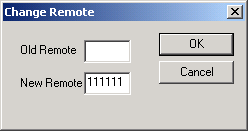 Change Remote
Old Remote
OK
New Remote 111111
Cancel